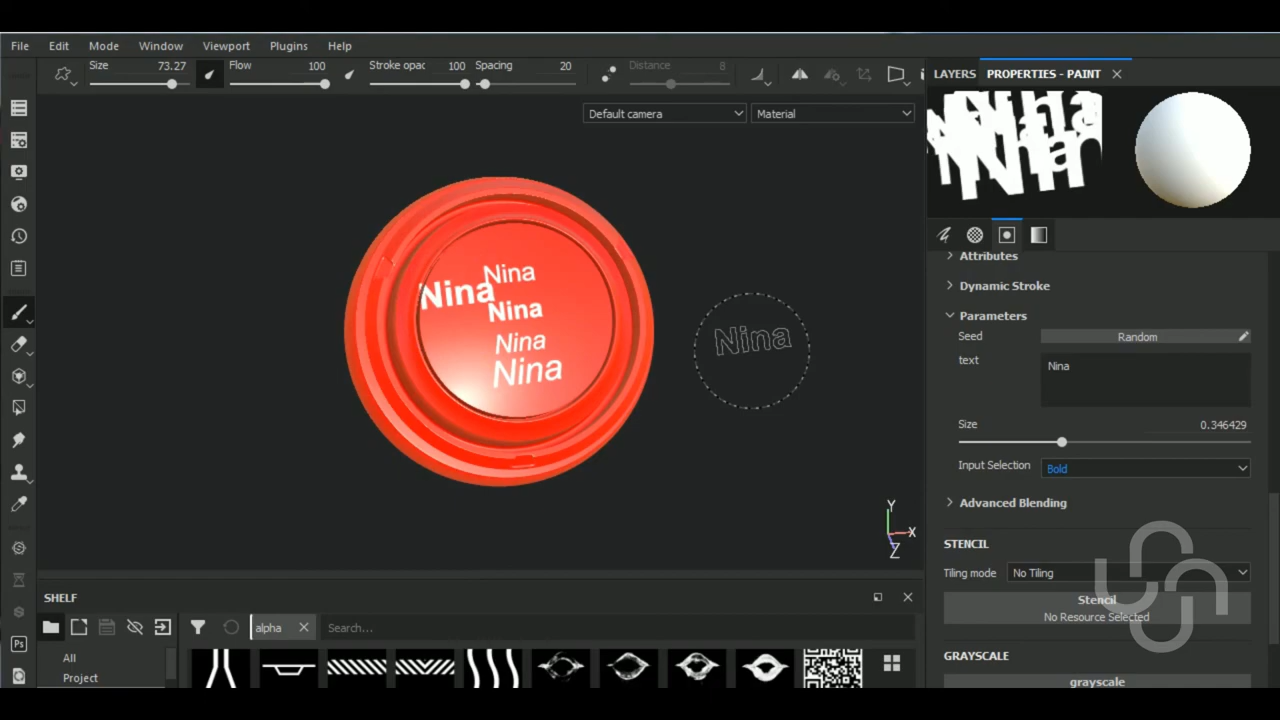 File Edit Mode Window Viewport Plugins Help
Size 73.27 Flow 100 Stroke opac 100 Spacing 20 Distance 8
LAYERS PROPERTIES - PAINT
Default camera Material
Attributes
Dynamic Stroke
Parameters
Seed Random
text Nina
Size 0.346429
Input Selection Bold
Advanced Blending
STENCIL
Tiling mode No Tiling
Stencil
No Resource Selected
GRAYSCALE
grayscale
Nina
Nina
Nina
Nina
Nina
Nina
Y
X
Z
SHELF
alpha Search...
All
Project
Ps